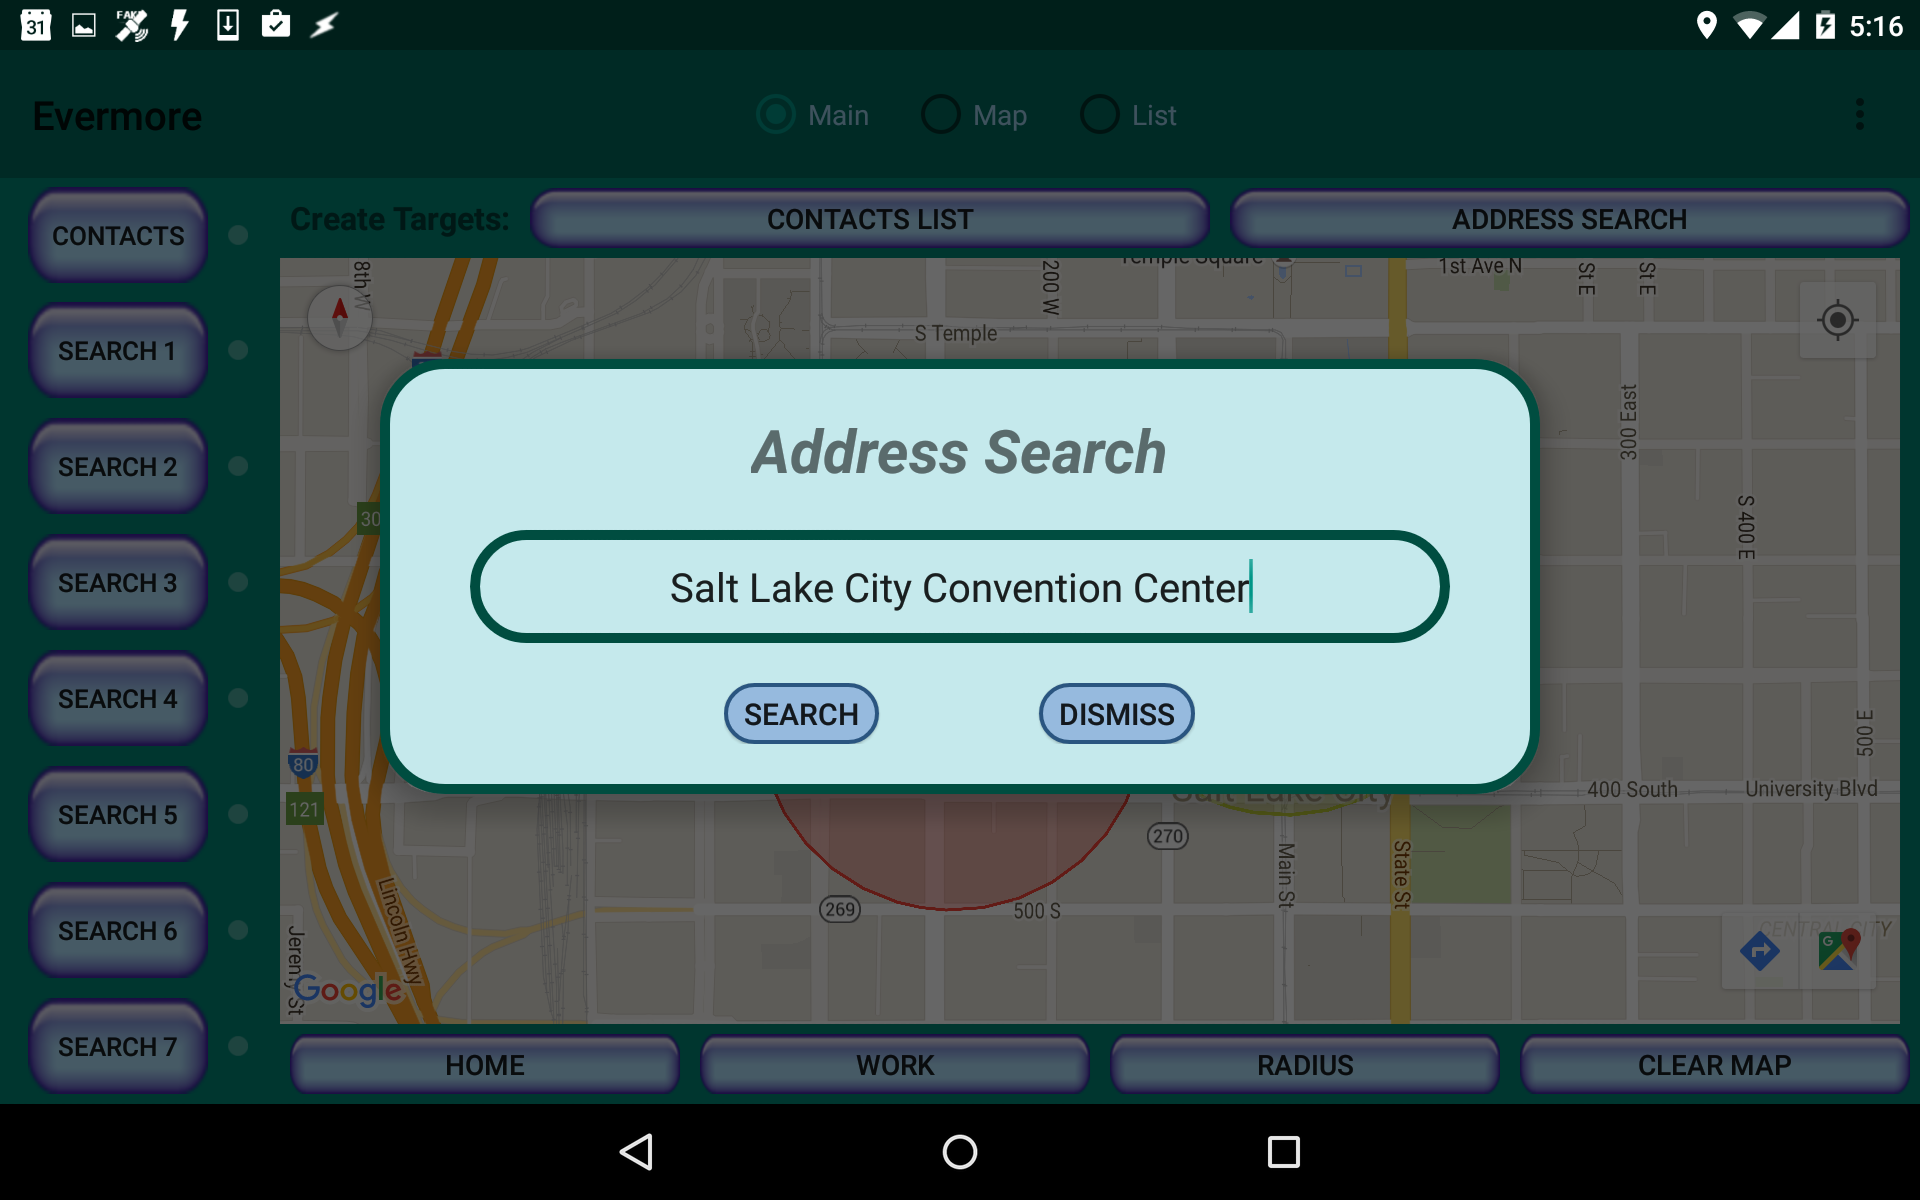 31 FAKE 5:16
Evermore Main Map List
CONTACTS
Create Targets: CONTACTS LIST ADDRESS SEARCH
8th W 200 W Temple Square 1st Ave N St E St E
S Temple
SEARCH 1
300 East
Address Search
SEARCH 2
30
S 400 E
Salt Lake City Convention Center
SEARCH 3
SEARCH DISMISS
SEARCH 4
500 E
80
121
Salt Lake City
400 South University Blvd
SEARCH 5
270
Main St State St
269 500 S
Lincoln Hwy
SEARCH 6
CENTRAL CITY
G
Jeremy St
Google
SEARCH 7
HOME WORK RADIUS CLEAR MAP